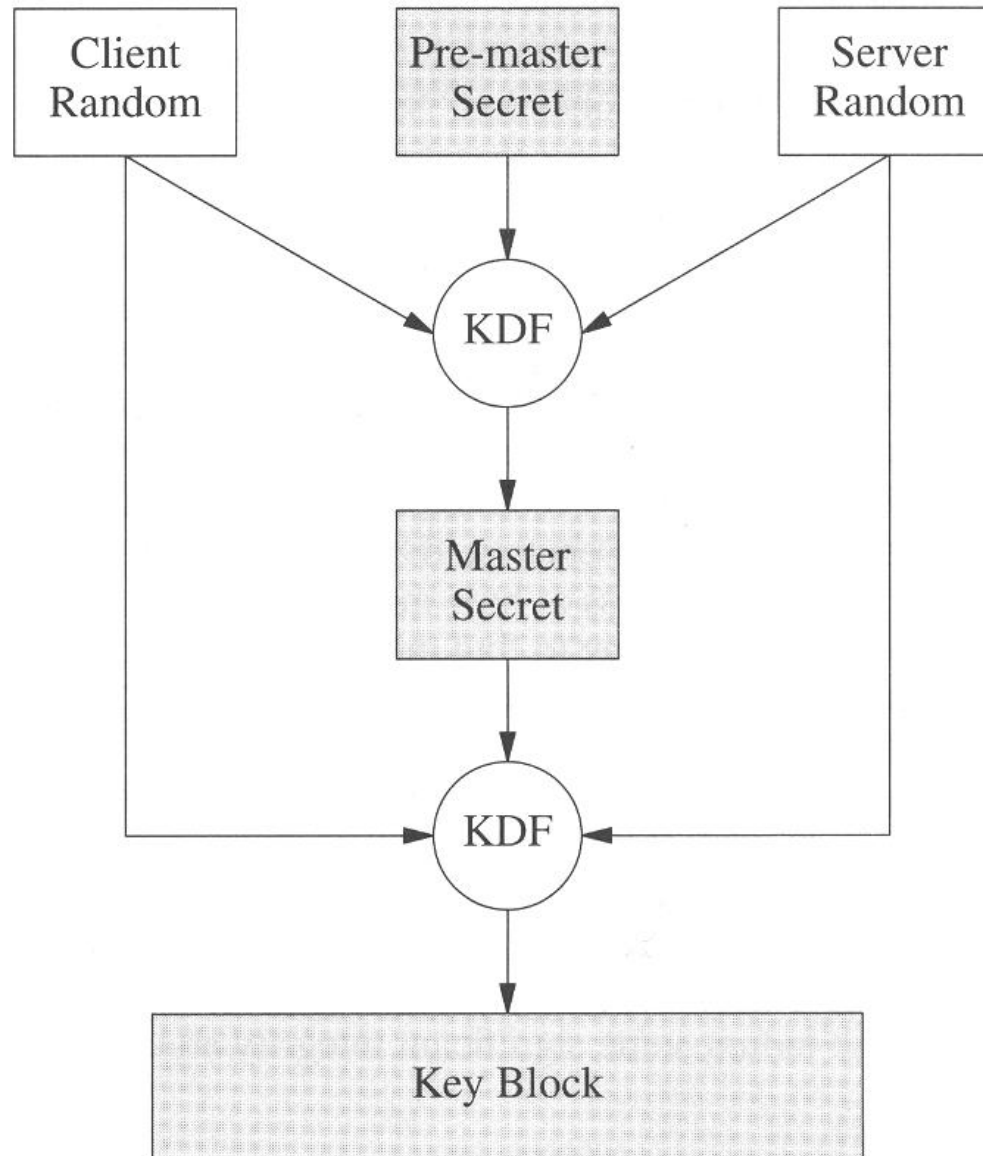 Client
Random
Pre-master
Secret
Server
Random
KDF
Master
Secret
KDF
Key Block